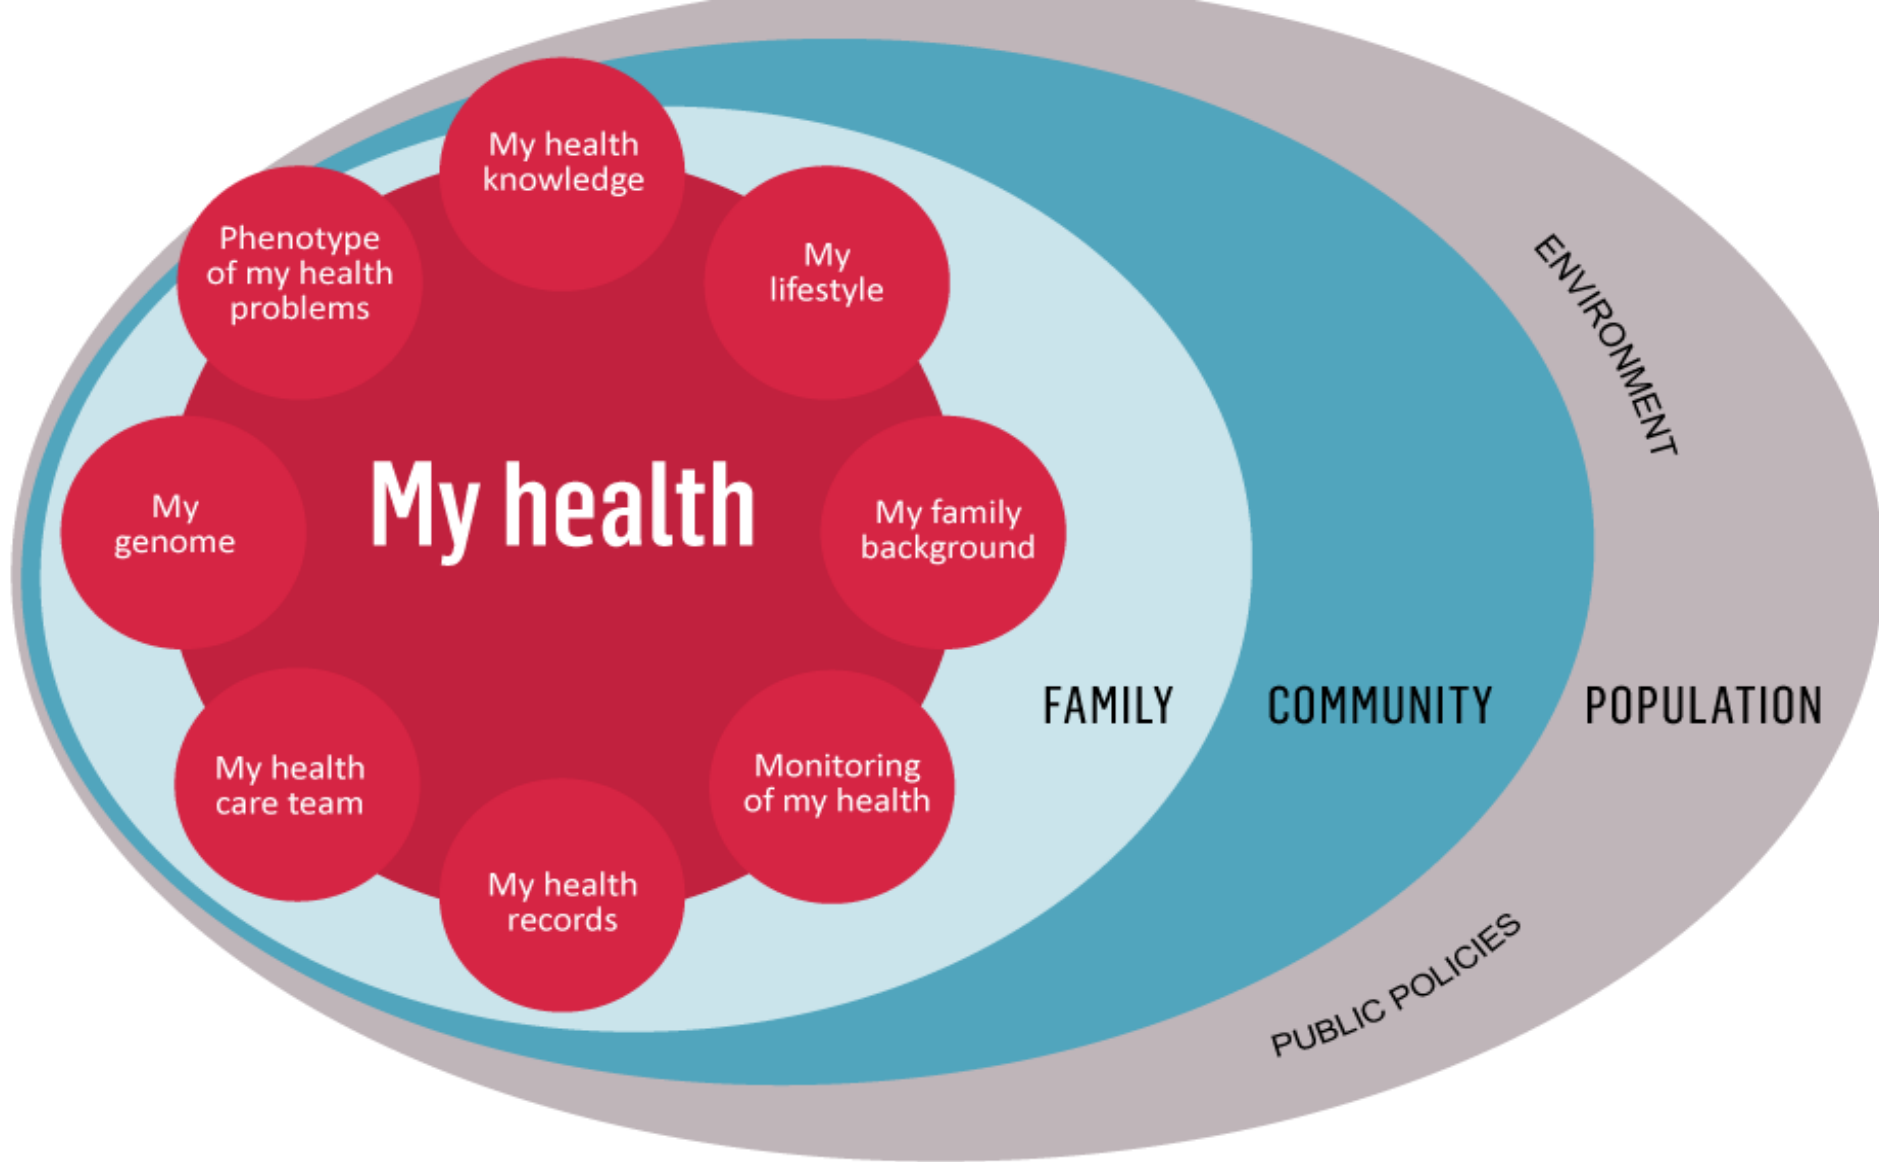 My health
knowledge
My
lifestyle
My family
background
Monitoring
of my health
My health
records
My health
care team
My
genome
Phenotype
of my health
problems
My health
FAMILY
COMMUNITY
POPULATION
ENVIRONMENT
PUBLIC POLICIES